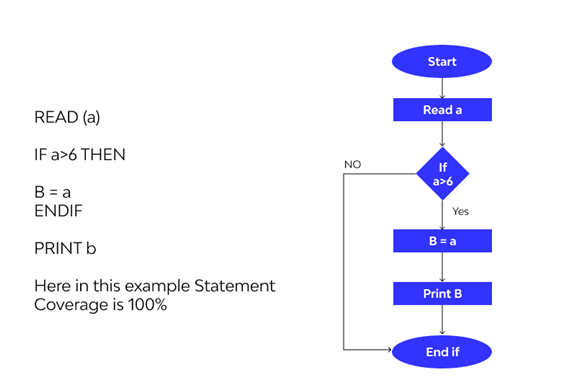 READ (a)
IF a>6 THEN
B = a
ENDIF
PRINT b
Here in this example Statement
Coverage is 100%
Start
Read a
If
a>6
NO
Yes
B = a
Print B
End if